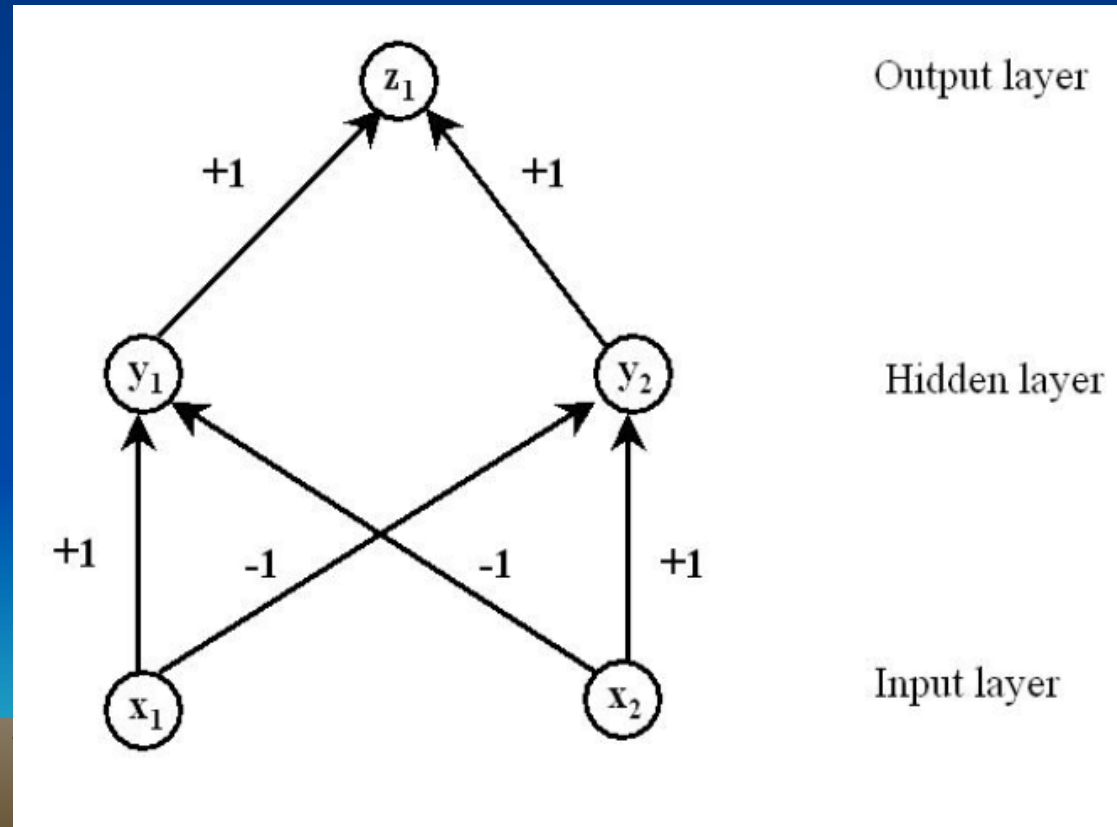 z1
Output layer
+1
+1
y1
y2
Hidden layer
+1
-1
-1
+1
x1
x2
Input layer